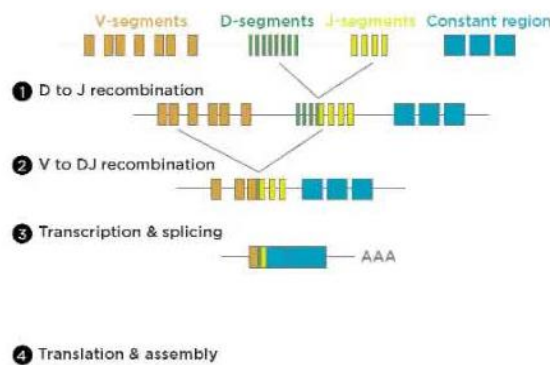 V-segments D-segments J-segments Constant region
1 D to J recombination
2 V to DJ recombination
3 Transcription & splicing
AAA
4 Translation & assembly